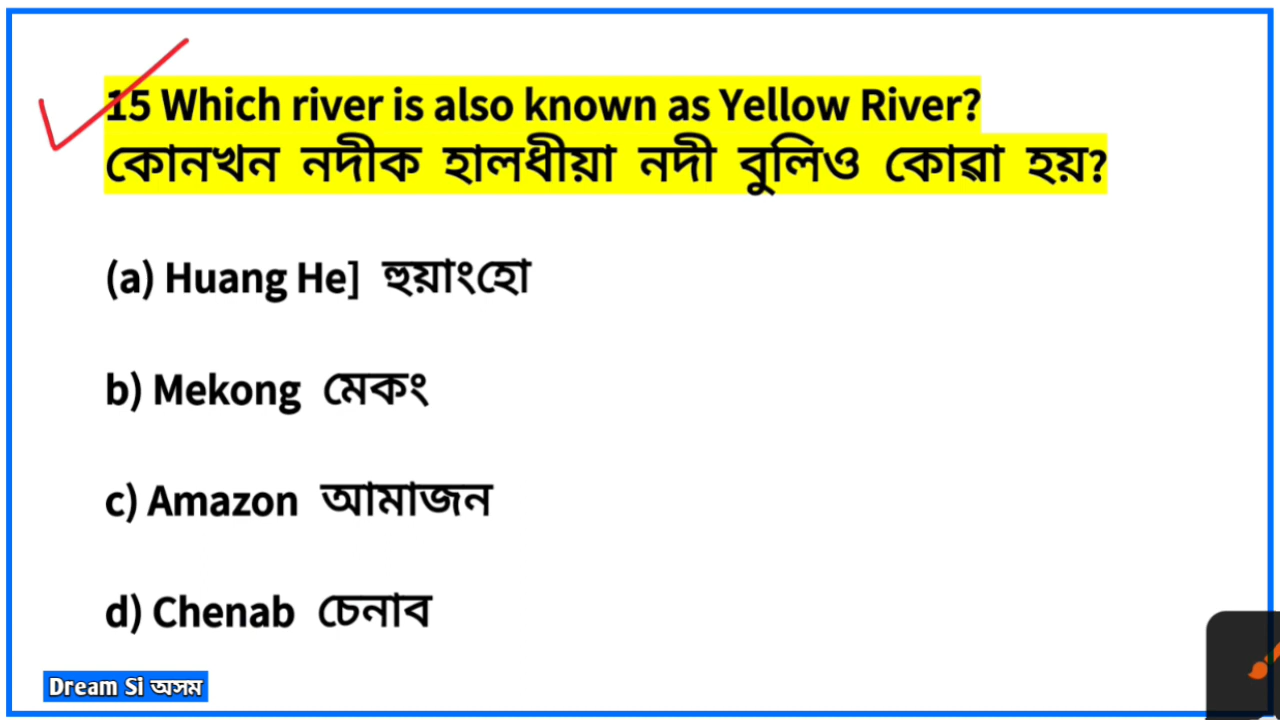 15 Which river is also known as Yellow River?
কোনখন নদীক হালধীয়া নদী বুলিও কোৱা হয়?
(a) Huang He] হুয়াংহো
b) Mekong মেকং
c) Amazon আমাজন
d) Chenab চেনাব
Dream Si অসম